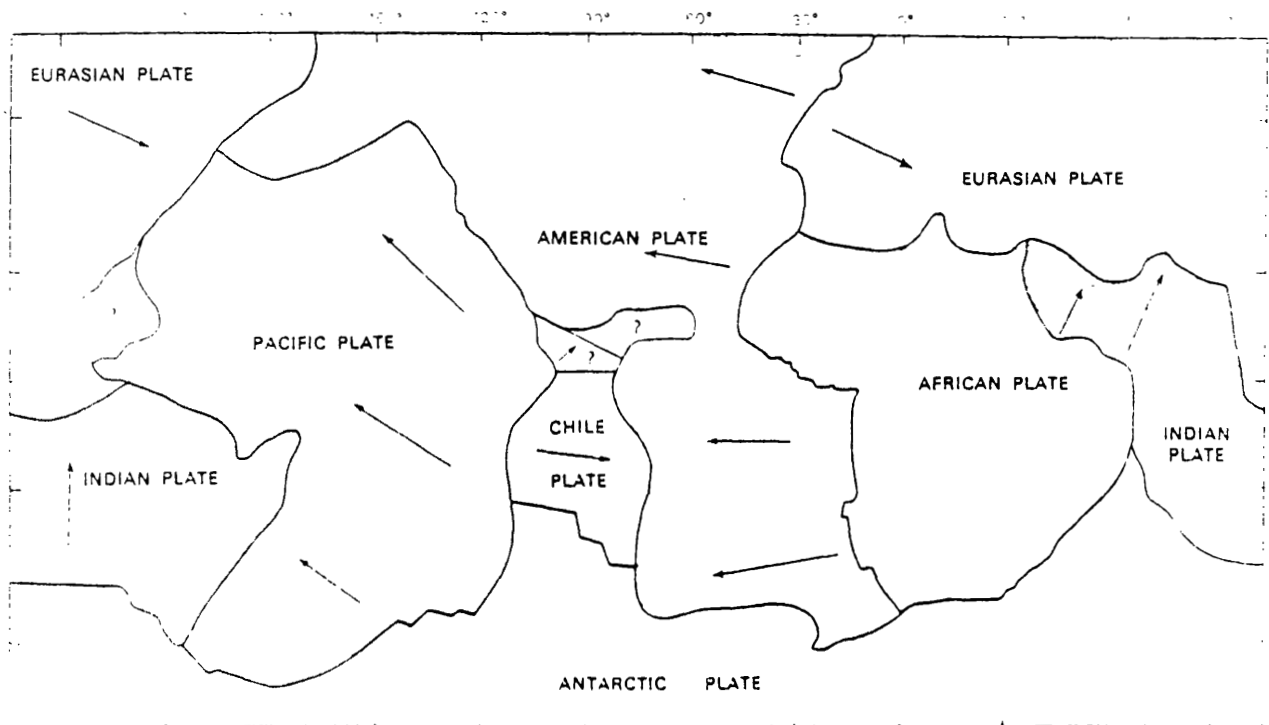 EURASIAN PLATE
EURASIAN PLATE
AMERICAN PLATE
?
?
?
PACIFIC PLATE
AFRICAN PLATE
CHILE
PLATE
INDIAN
PLATE
INDIAN PLATE
ANTARCTIC PLATE